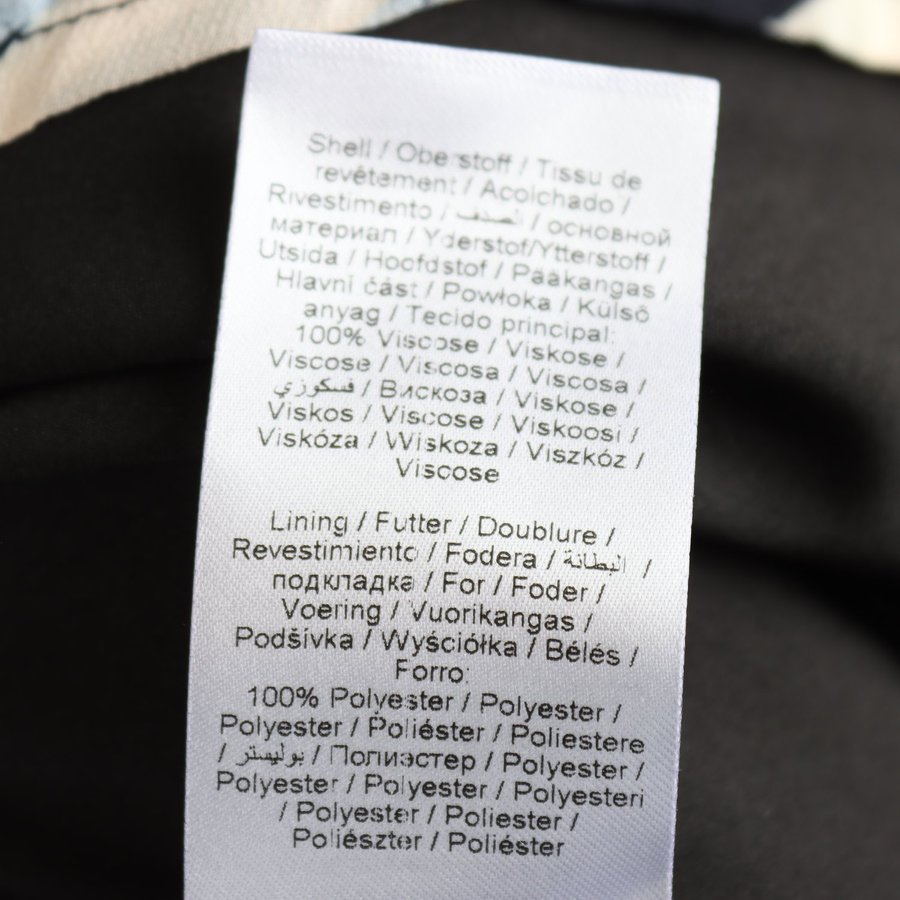 Shell / Oberstoff / Tissu de
revêtement / Acolchado /
Rivestimento / الصدف / основной
материал / Yderstof/Ytterstoff /
Utsida / Hoofdstof / Pääkangas /
Hlavní část / Powłoka / Külső
anyag / Tecido principal:
100% Viscose / Viskose /
Viscose / Viscosa / Viscosa /
فسكوزي / Вискоза / Viskose /
Viskos / Viscose / Viskoosi /
Viskóza / Wiskoza / Viszkóz /
Viscose
Lining / Futter / Doublure /
Revestimiento / Fodera / البطانة /
подкладка / For / Foder /
Voering / Vuorikangas /
Podšívka / Wyściółka / Bélés /
Forro:
100% Polyester / Polyester /
Polyester / Poliéster / Poliestere
/ بوليستر / Полиэстер / Polyester /
Polyester / Polyester / Polyesteri
/ Polyester / Poliester /
Poliészter / Poliéster